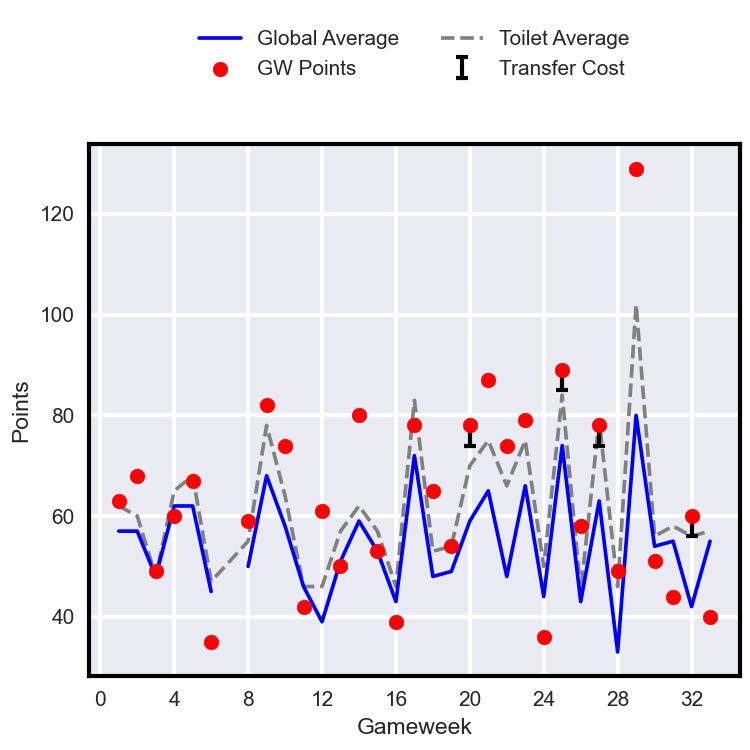 Global Average
Toilet Average
GW Points
Transfer Cost
120
100
80
60
40
Points
0 4 8 12 16 20 24 28 32
Gameweek